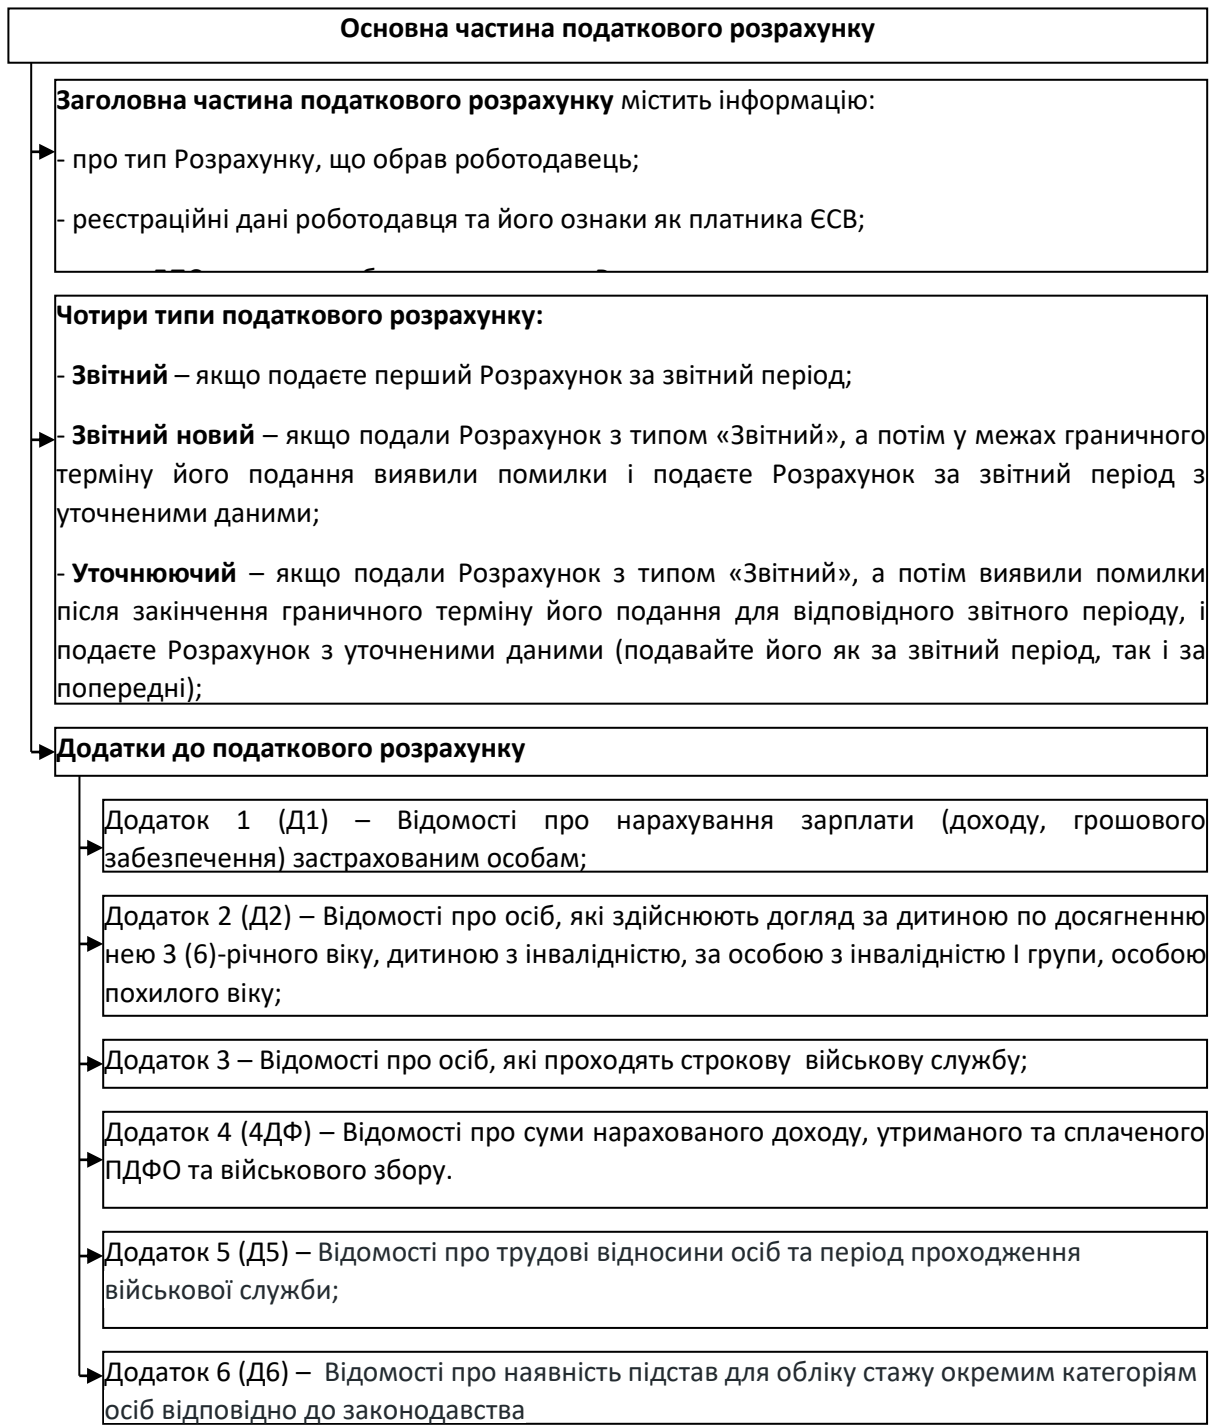 Основна частина податкового розрахунку
Заголовна частина податкового розрахунку містить інформацію:
- про тип Розрахунку, що обрав роботодавець;
- реєстраційні дані роботодавця та його ознаки як платника ЄСВ;
Чотири типи податкового розрахунку:
- Звітний – якщо подаєте перший Розрахунок за звітний період;
- Звітний новий – якщо подали Розрахунок з типом «Звітний», а потім у межах граничного
терміну його подання виявили помилки і подаєте Розрахунок за звітний період з
уточненими даними;
- Уточнюючий – якщо подали Розрахунок з типом «Звітний», а потім виявили помилки
після закінчення граничного терміну його подання для відповідного звітного періоду, і
подаєте Розрахунок з уточненими даними (подавайте його як за звітний період, так і за
попередні);
Додатки до податкового розрахунку
Додаток 1 (Д1) – Відомості про нарахування зарплати (доходу, грошового
забезпечення) застрахованим особам;
Додаток 2 (Д2) – Відомості про осіб, які здійснюють догляд за дитиною по досягненню
нею 3 (6)-річного віку, дитиною з інвалідністю, за особою з інвалідністю І групи, особою
похилого віку;
Додаток 3 – Відомості про осіб, які проходять строкову військову службу;
Додаток 4 (4ДФ) – Відомості про суми нарахованого доходу, утриманого та сплаченого
ПДФО та військового збору.
Додаток 5 (Д5) – Відомості про трудові відносини осіб та період проходження
військової служби;
Додаток 6 (Д6) – Відомості про наявність підстав для обліку стажу окремим категоріям
осіб відповідно до законодавства